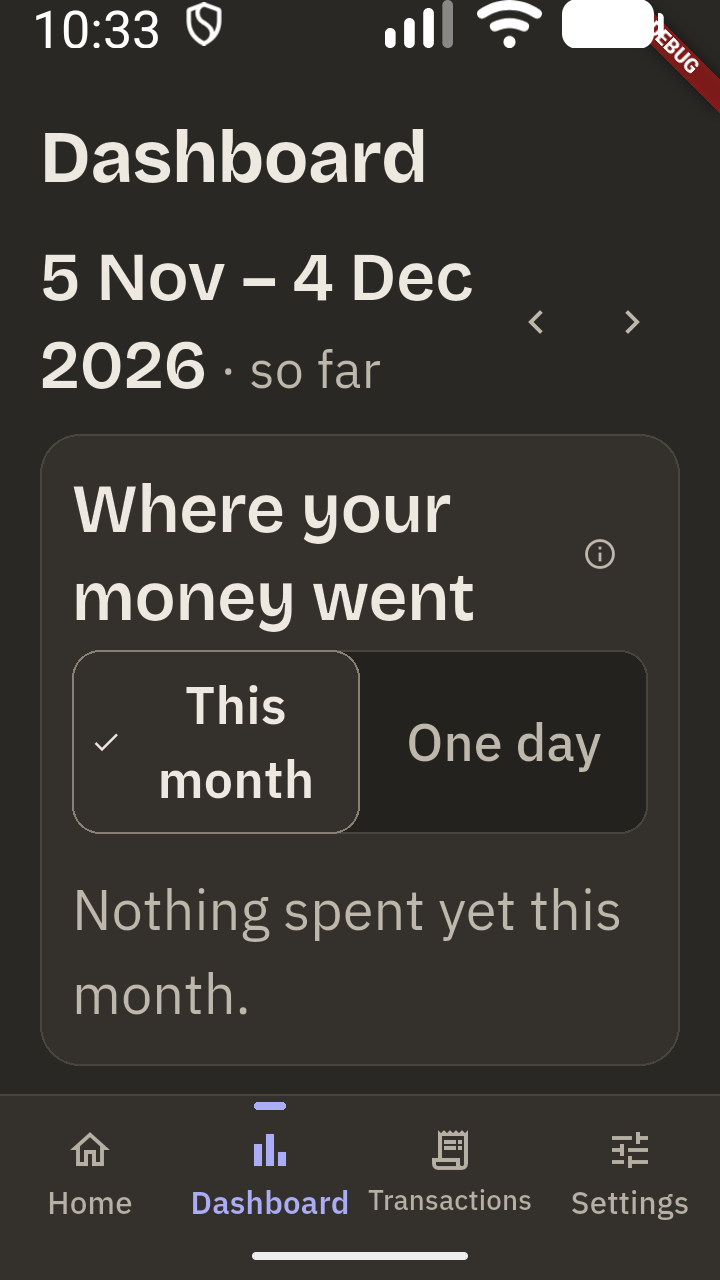 10:33
DEBUG
Dashboard
5 Nov – 4 Dec
2026 · so far
Where your
money went
This
month
One day
Nothing spent yet this
month.
Home
Dashboard
Transactions
Settings